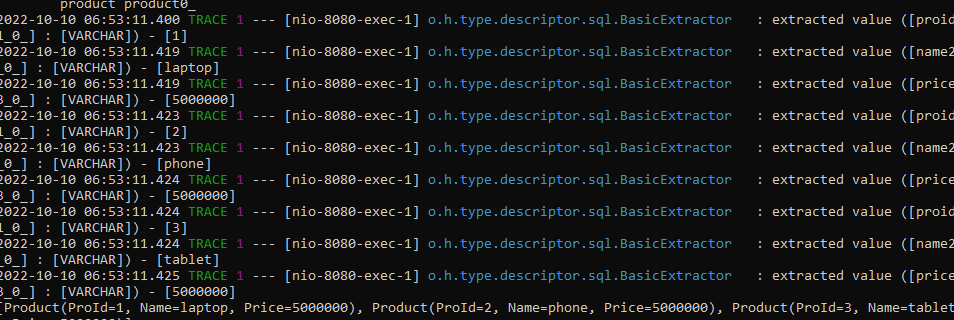 product product0_
2022-10-10 06:53:11.400 TRACE 1 --- [nio-8080-exec-1] o.h.type.descriptor.sql.BasicExtractor : extracted value ([proid
1_0_] : [VARCHAR]) - [1]
2022-10-10 06:53:11.419 TRACE 1 --- [nio-8080-exec-1] o.h.type.descriptor.sql.BasicExtractor : extracted value ([name2
_0_] : [VARCHAR]) - [laptop]
2022-10-10 06:53:11.419 TRACE 1 --- [nio-8080-exec-1] o.h.type.descriptor.sql.BasicExtractor : extracted value ([price
3_0_] : [VARCHAR]) - [5000000]
2022-10-10 06:53:11.423 TRACE 1 --- [nio-8080-exec-1] o.h.type.descriptor.sql.BasicExtractor : extracted value ([proid
1_0_] : [VARCHAR]) - [2]
2022-10-10 06:53:11.423 TRACE 1 --- [nio-8080-exec-1] o.h.type.descriptor.sql.BasicExtractor : extracted value ([name2
_0_] : [VARCHAR]) - [phone]
2022-10-10 06:53:11.424 TRACE 1 --- [nio-8080-exec-1] o.h.type.descriptor.sql.BasicExtractor : extracted value ([price
3_0_] : [VARCHAR]) - [5000000]
2022-10-10 06:53:11.424 TRACE 1 --- [nio-8080-exec-1] o.h.type.descriptor.sql.BasicExtractor : extracted value ([proid
1_0_] : [VARCHAR]) - [3]
2022-10-10 06:53:11.424 TRACE 1 --- [nio-8080-exec-1] o.h.type.descriptor.sql.BasicExtractor : extracted value ([name2
_0_] : [VARCHAR]) - [tablet]
2022-10-10 06:53:11.425 TRACE 1 --- [nio-8080-exec-1] o.h.type.descriptor.sql.BasicExtractor : extracted value ([price
3_0_] : [VARCHAR]) - [5000000]
[Product(ProId=1, Name=laptop, Price=5000000), Product(ProId=2, Name=phone, Price=5000000), Product(ProId=3, Name=tablet